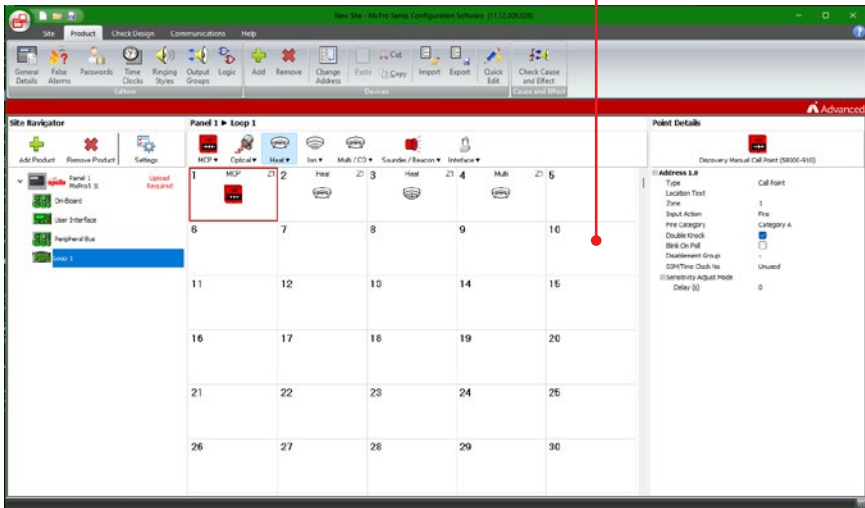 New Site - MxPro Series Configuration Software (11.12.208.028)
Site Product Check Design Communications Help
General Details
False Alarms
Passwords
Time Clocks
Ringing Styles
Output Groups
Logic
Add
Remove
Change Address
Paste
Cut
Copy
Import
Export
Quick Edit
Check Cause and Effect
Editors
Devices
Cause and Effect
Advanced
Site Navigator
Panel 1 ► Loop 1
Point Details
Add Product
Remove Product
Settings
MCP ▾
Optical ▾
Heat ▾
Ion ▾
Multi / CO ▾
Sounder / Beacon ▾
Interface ▾
Discovery Manual Call Point (58000-910)
Apollo
Panel 1
MxPro5 SL
Upload Required
On-Board
User Interface
Peripheral Bus
Loop 1
1 MCP Z1
2 Heat Z1
3 Heat Z1
4 Multi Z1
5
6 7 8 9 10
11 12 13 14 15
16 17 18 19 20
21 22 23 24 25
26 27 28 29 30
Address 1.0
Type Call Point
Location Text
Zone 1
Input Action Fire
Fire Category Category A
Double Knock
Blink On Poll
Disablement Group -
SSM/Time Clock No Unused
Sensitivity Adjust Mode
Delay (s) 0